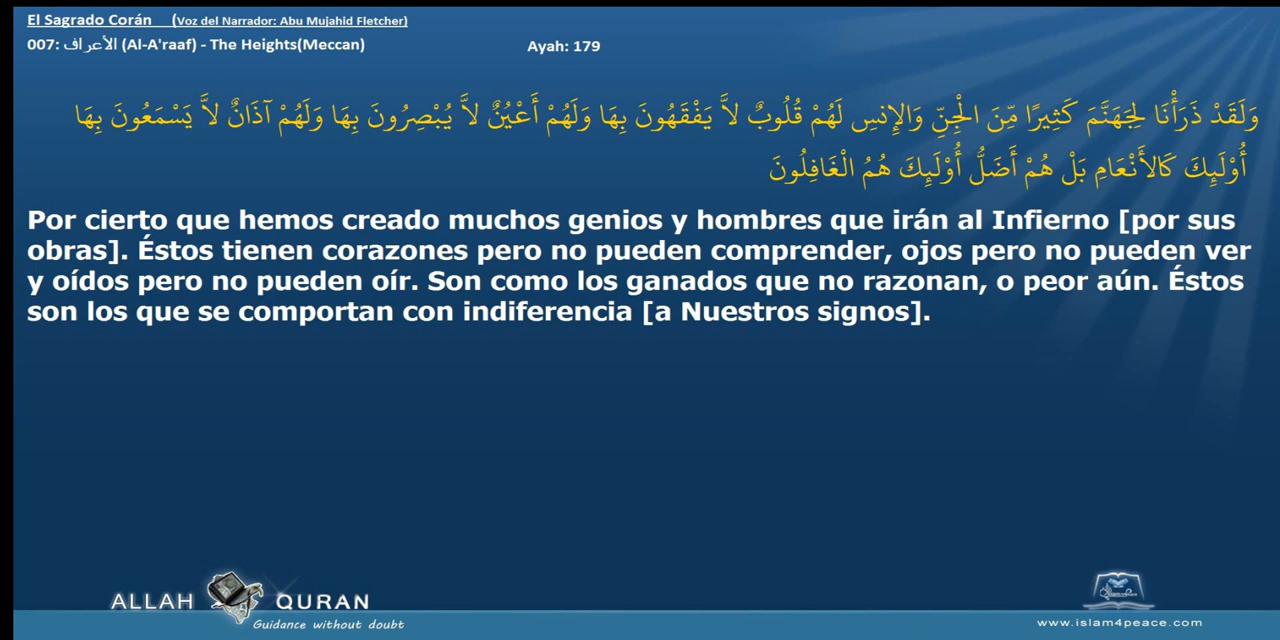 El Sagrado Corán (Voz del Narrador: Abu Mujahid Fletcher)
007: الأعراف (Al-A'raaf) - The Heights(Meccan) Ayah: 179
وَلَقَدْ ذَرَأْنَا لِجَهَنَّمَ كَثِيرًا مِّنَ الْجِنِّ وَالإِنسِ لَهُمْ قُلُوبٌ لاَّ يَفْقَهُونَ بِهَا وَلَهُمْ أَعْيُنٌ لاَّ يُبْصِرُونَ بِهَا وَلَهُمْ آذَانٌ لاَّ يَسْمَعُونَ بِهَا
أُوْلَئِكَ كَالأَنْعَامِ بَلْ هُمْ أَضَلُّ أُوْلَئِكَ هُمُ الْغَافِلُونَ
Por cierto que hemos creado muchos genios y hombres que irán al Infierno [por sus
obras]. Éstos tienen corazones pero no pueden comprender, ojos pero no pueden ver
y oídos pero no pueden oír. Son como los ganados que no razonan, o peor aún. Éstos
son los que se comportan con indiferencia [a Nuestros signos].
ALLAH QURAN
Guidance without doubt
www.islam4peace.com